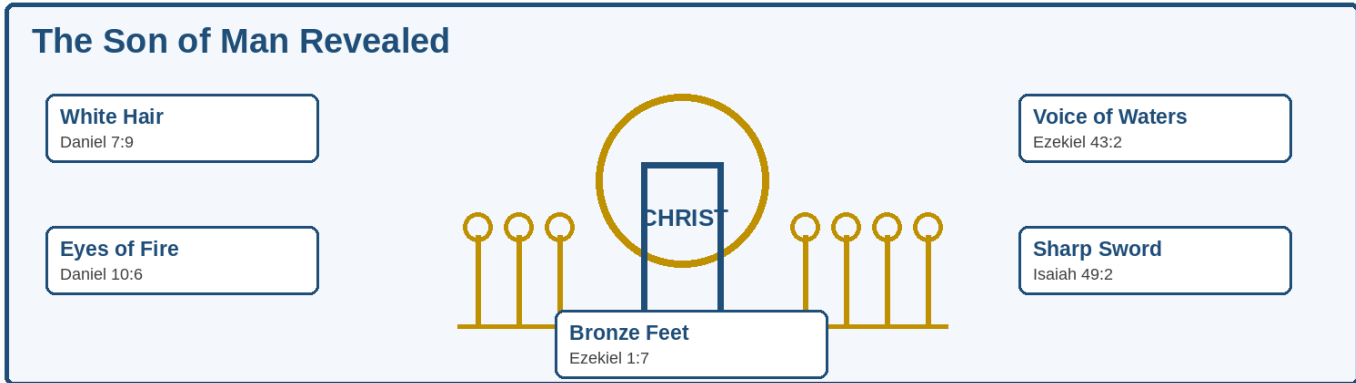 The Son of Man Revealed
White Hair
Daniel 7:9
Voice of Waters
Ezekiel 43:2
CHRIST
Eyes of Fire
Daniel 10:6
Sharp Sword
Isaiah 49:2
Bronze Feet
Ezekiel 1:7